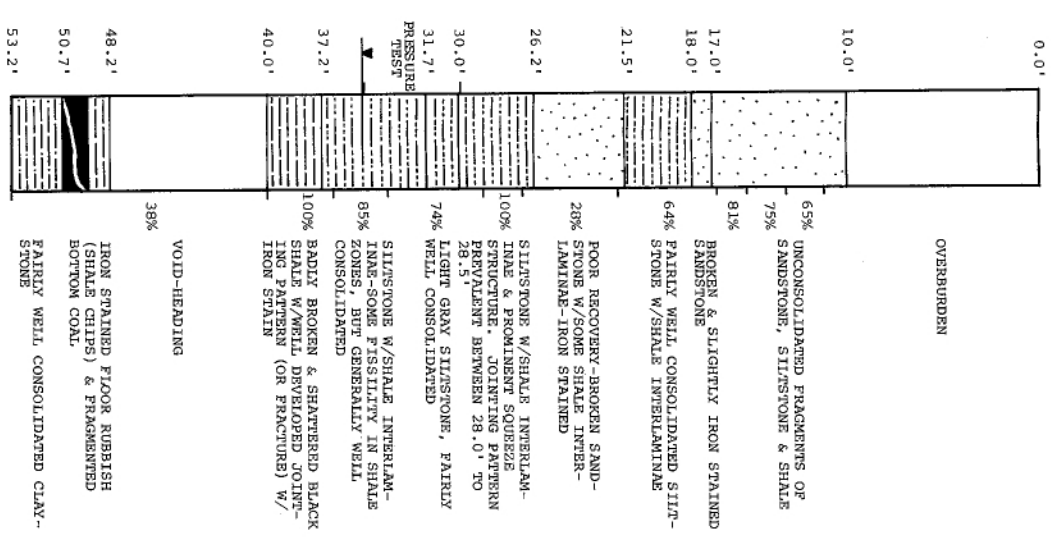 0.0'
10.0'
17.0'
18.0'
21.5'
26.2'
30.0'
31.7'
PRESSURE
TEST
37.2'
40.0'
48.2'
50.7'
53.2'
65%
75%
81%
64%
28%
100%
74%
85%
100%
38%
OVERBURDEN
UNCONSOLIDATED FRAGMENTS OF
SANDSTONE, SILTSTONE & SHALE
BROKEN & SLIGHTLY IRON STAINED
SANDSTONE
FAIRLY WELL CONSOLIDATED SILT-
STONE W/SHALE INTERLAMINAE
POOR RECOVERY-BROKEN SAND-
STONE W/SOME SHALE INTER-
LAMINAE-IRON STAINED
SILTSTONE W/SHALE INTERLAM-
INAE & PROMINENT SQUEEZE
STRUCTURE. JOINTING PATTERN
PREVALENT BETWEEN 28.0' TO
28.5'
LIGHT GRAY SILTSTONE, FAIRLY
WELL CONSOLIDATED
SILTSTONE W/SHALE INTERLAM-
INAE-SOME FISSILITY IN SHALE
ZONES, BUT GENERALLY WELL
CONSOLIDATED
BADLY BROKEN & SHATTERED BLACK
SHALE W/WELL DEVELOPED JOINT-
ING PATTERN (OR FRACTURE) W/
IRON STAIN
VOID-HEADING
IRON STAINED FLOOR RUBBISH
(SHALE CHIPS) & FRAGMENTED
BOTTOM COAL
FAIRLY WELL CONSOLIDATED CLAY-
STONE